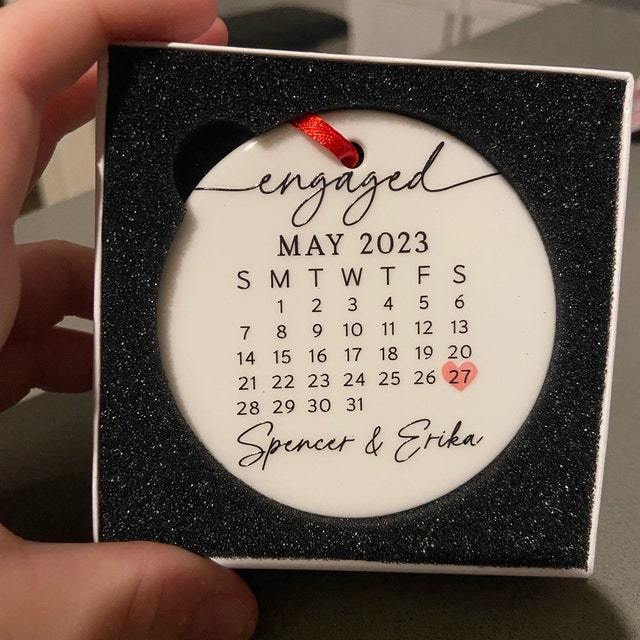 engaged
MAY 2023
S M T W T F S
1 2 3 4 5 6
7 8 9 10 11 12 13
14 15 16 17 18 19 20
21 22 23 24 25 26 27
28 29 30 31
Spencer & Erika